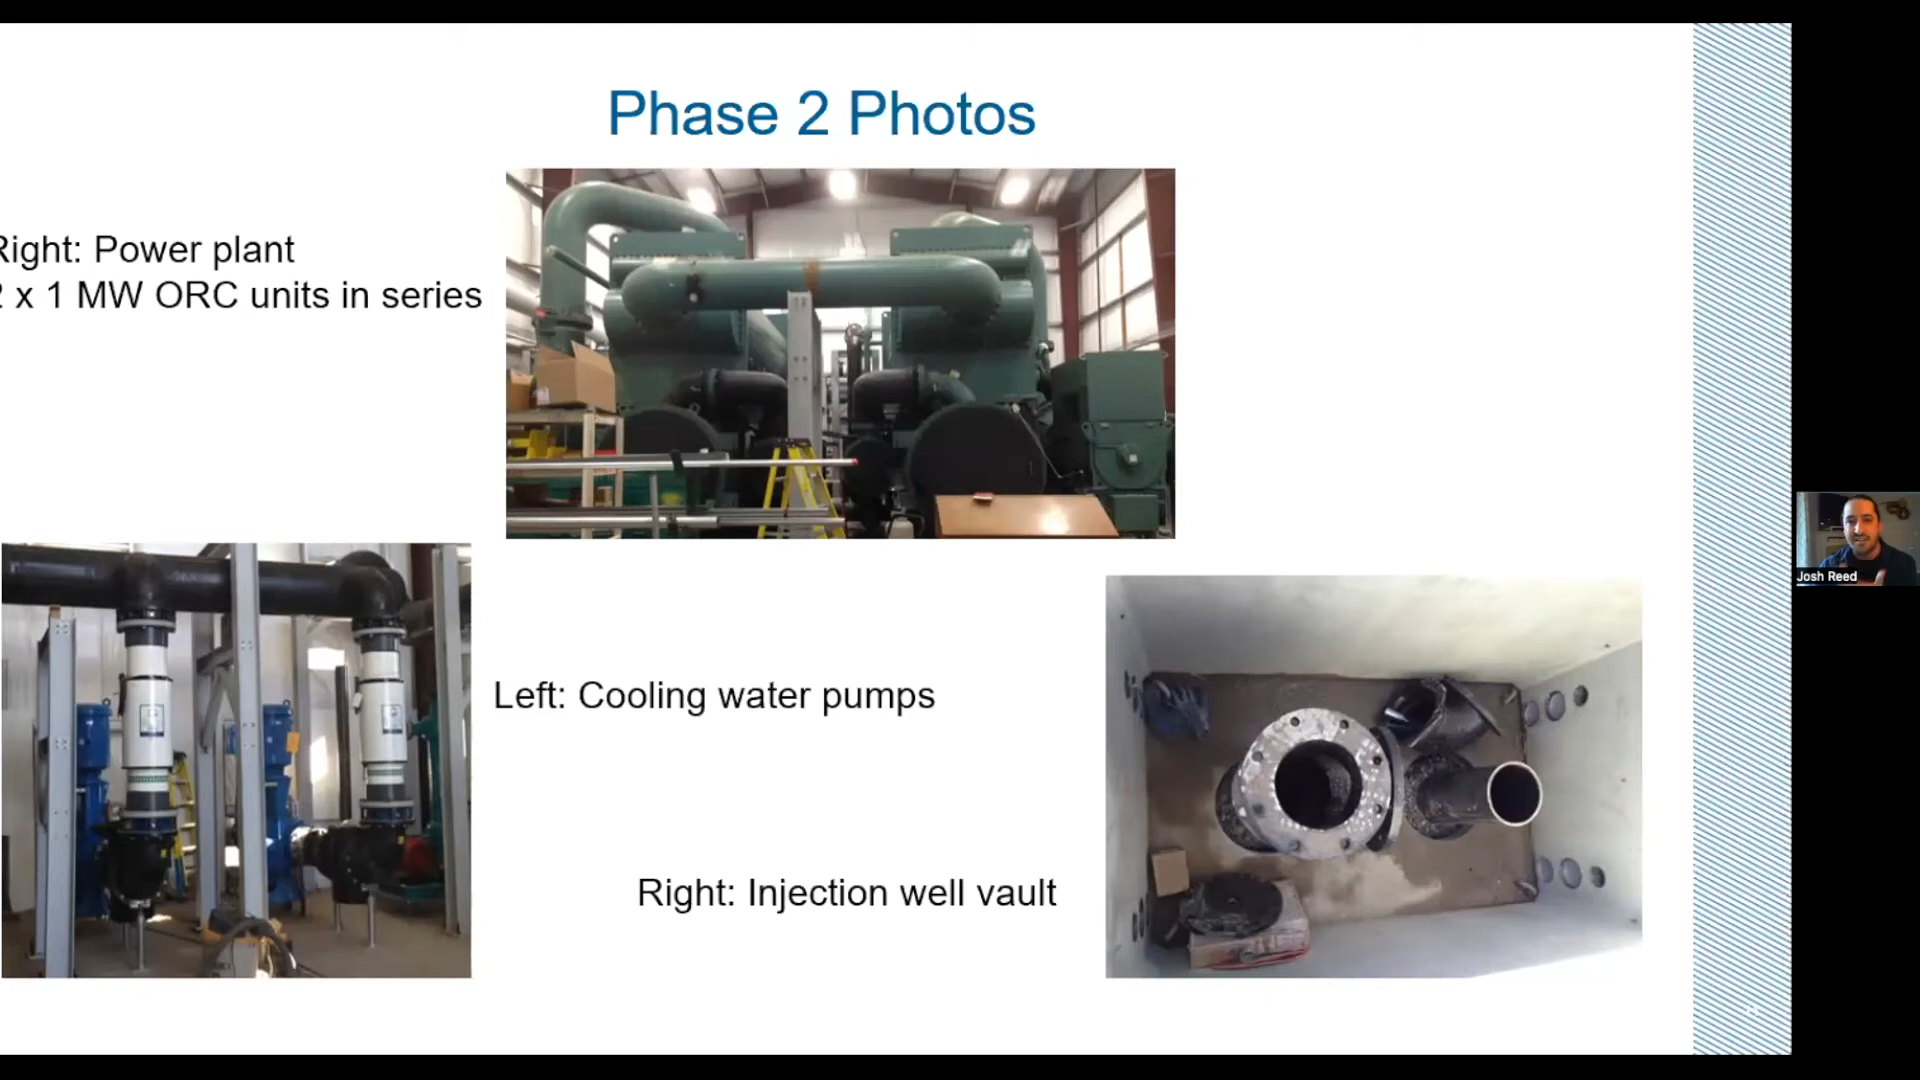 Phase 2 Photos
Right: Power plant
2 x 1 MW ORC units in series
Left: Cooling water pumps
Right: Injection well vault
Josh Reed